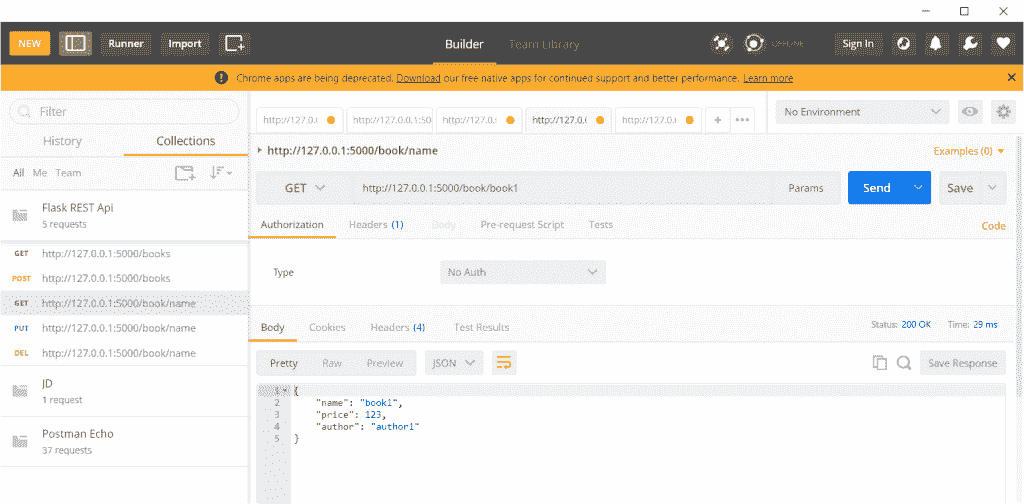 NEW Runner Import Builder Team Library OFFLINE Sign In
Chrome apps are being deprecated. Download our free native apps for continued support and better performance. Learn more
Filter
History Collections
All Me Team
Flask REST Api
5 requests
GET http://127.0.0.1:5000/books
POST http://127.0.0.1:5000/books
GET http://127.0.0.1:5000/book/name
PUT http://127.0.0.1:5000/book/name
DEL http://127.0.0.1:5000/book/name
JD
1 request
Postman Echo
37 requests
http://127.0.( http://127.0.0.1:50 http://127.0.( http://127.0.( http://127.0.( + •••
No Environment
http://127.0.0.1:5000/book/name Examples (0)
GET http://127.0.0.1:5000/book/book1 Params Send Save
Authorization Headers (1) Body Pre-request Script Tests Code
Type No Auth
Body Cookies Headers (4) Test Results Status: 200 OK Time: 29 ms
Pretty Raw Preview JSON Save Response
1 {
2 "name": "book1",
3 "price": 123,
4 "author": "author1"
5 }